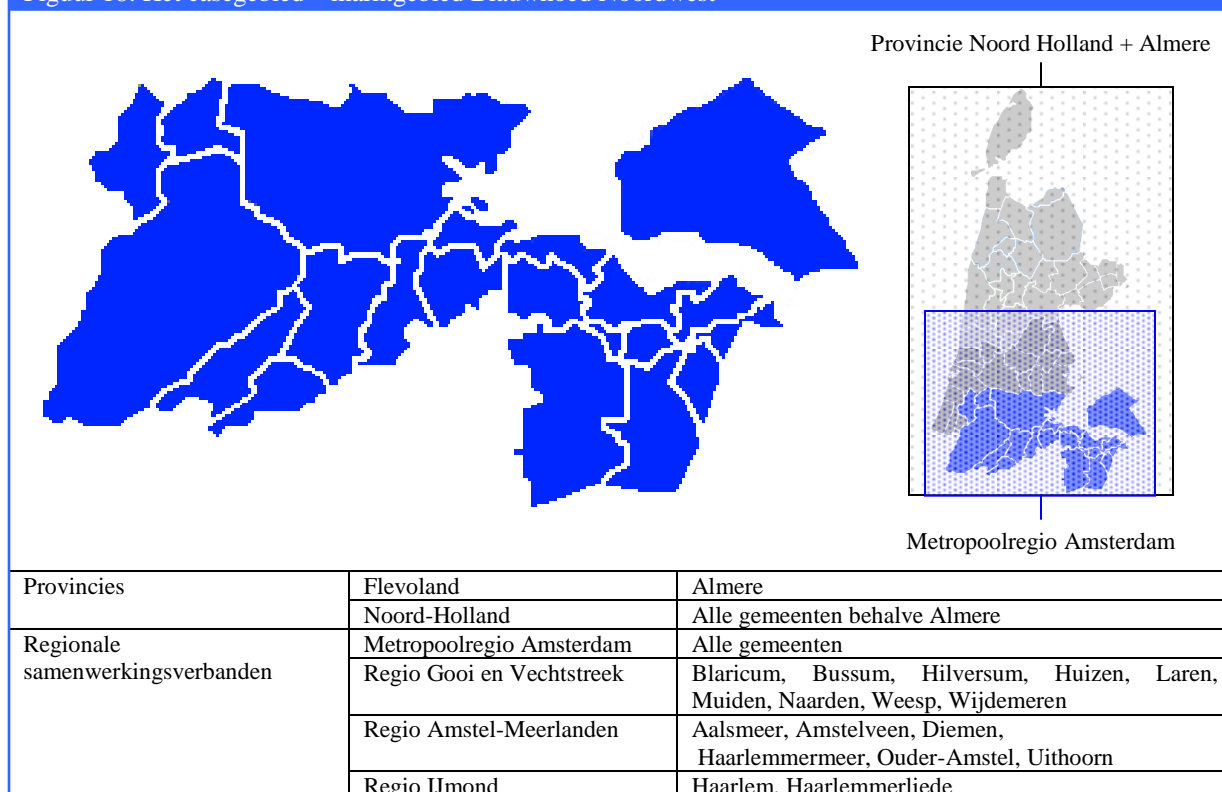 Provincie Noord Holland + Almere
Metropoolregio Amsterdam
Provincies
Flevoland
Almere
Noord-Holland
Alle gemeenten behalve Almere
Regionale
samenwerkingsverbanden
Metropoolregio Amsterdam
Alle gemeenten
Regio Gooi en Vechtstreek
Blaricum, Bussum, Hilversum, Huizen, Laren,
Muiden, Naarden, Weesp, Wijdemeren
Regio Amstel-Meerlanden
Aalsmeer, Amstelveen, Diemen,
Haarlemmermeer, Ouder-Amstel, Uithoorn
Regio IJmond
Haarlem, Haarlemmerliede